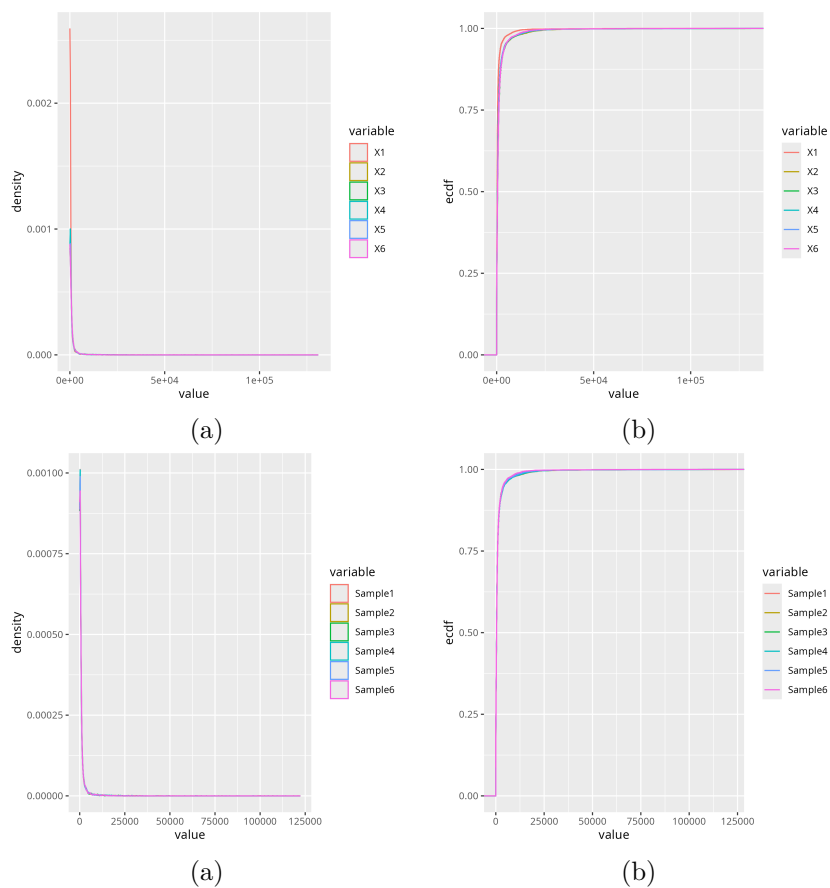 0.002
0.001
0.000
density
0e+00 5e+04 1e+05
value
variable
X1
X2
X3
X4
X5
X6
(a)
1.00
0.75
0.50
0.25
0.00
ecdf
0e+00 5e+04 1e+05
value
variable
X1
X2
X3
X4
X5
X6
(b)
0.00100
0.00075
0.00050
0.00025
0.00000
density
0 25000 50000 75000 100000 125000
value
variable
Sample1
Sample2
Sample3
Sample4
Sample5
Sample6
(a)
1.00
0.75
0.50
0.25
0.00
ecdf
0 25000 50000 75000 100000 125000
value
variable
Sample1
Sample2
Sample3
Sample4
Sample5
Sample6
(b)